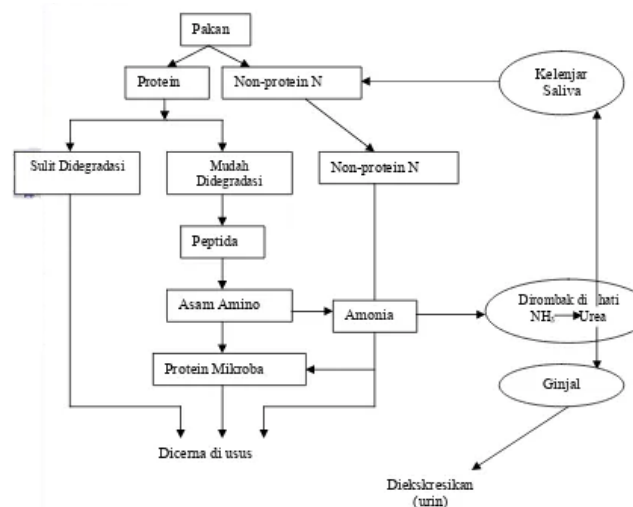 Pakan
Protein
Non-protein N
Kelenjar
Saliva
Sulit Didegradasi
Mudah
Didegradasi
Non-protein N
Peptida
Asam Amino
Amonia
Dirombak di hati
NH₃ Urea
Protein Mikroba
Ginjal
Dicerna di usus
Diekskresikan
(urin)